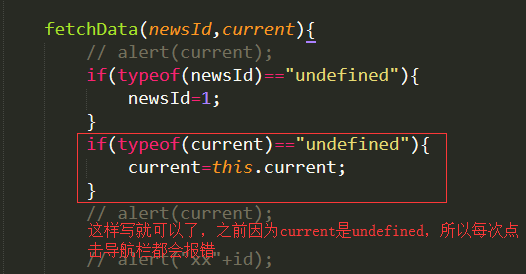 fetchData(newsId,current){
// alert(current);
if(typeof(newsId)=="undefined"){
newsId=1;
}
if(typeof(current)=="undefined"){
current=this.current;
}
// alert(current);
这样写就可以了，之前因为current是undefined，所以每次点
击导航栏都会报错
// alert("xx"+id);